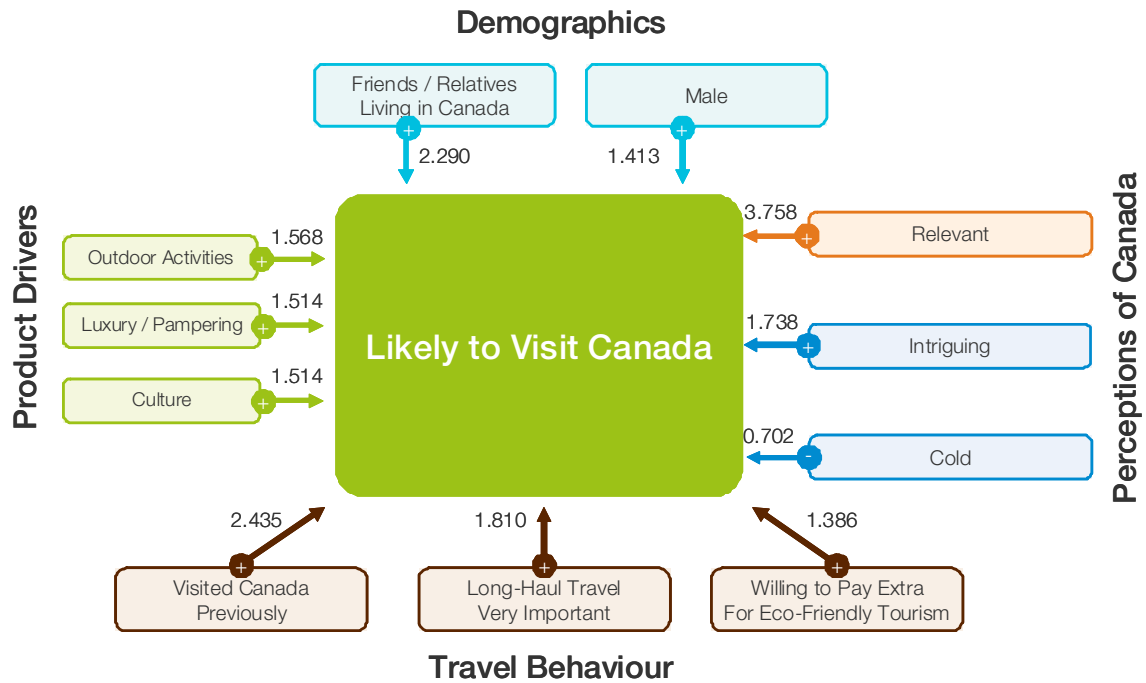 Demographics
Friends / Relatives
Living in Canada
Male
+
+
2.290
1.413
Product Drivers
1.568
Outdoor Activities
+
1.514
Luxury / Pampering
+
1.514
Culture
+
Likely to Visit Canada
Perceptions of Canada
3.758
+
Relevant
1.738
+
Intriguing
0.702
–
Cold
2.435
1.810
1.386
+
+
+
Visited Canada
Previously
Long-Haul Travel
Very Important
Willing to Pay Extra
For Eco-Friendly Tourism
Travel Behaviour